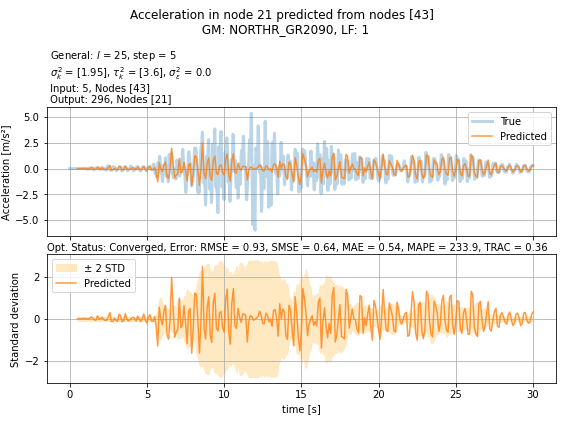 Acceleration in node 21 predicted from nodes [43]
GM: NORTHR_GR2090, LF: 1
General: l = 25, step = 5
σ²ₖ = [1.95], τ²ₖ = [3.6], σ²ₑ = 0.0
Input: 5, Nodes [43]
Output: 296, Nodes [21]
Acceleration [m/s²]
5.0
2.5
0.0
−2.5
−5.0
True
Predicted
Opt. Status: Converged, Error: RMSE = 0.93, SMSE = 0.64, MAE = 0.54, MAPE = 233.9, TRAC = 0.36
Standard deviation
2
0
−2
± 2 STD
Predicted
0
5
10
15
20
25
30
time [s]